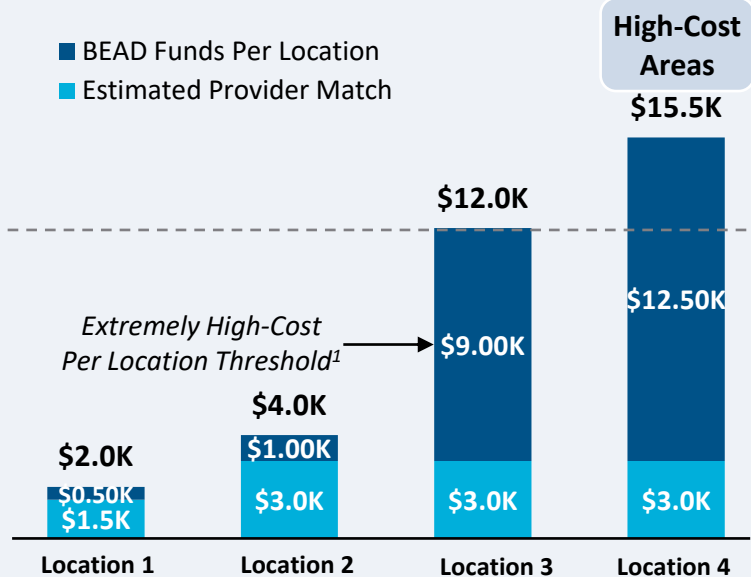 BEAD Funds Per Location
Estimated Provider Match
High-Cost
Areas
$15.5K
$12.0K
$12.50K
Extremely High-Cost
Per Location Threshold1
$9.00K
$4.0K
$1.00K
$2.0K
$0.50K
$1.5K
$3.0K
$3.0K
$3.0K
Location 1
Location 2
Location 3
Location 4